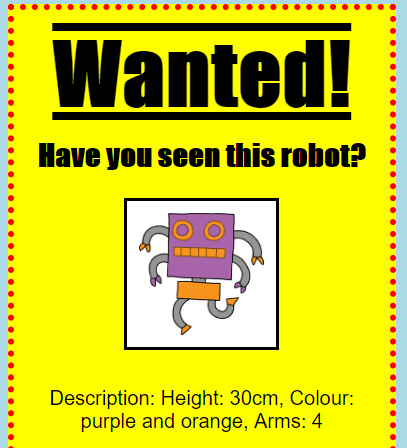 Wanted!
Have you seen this robot?
Description: Height: 30cm, Colour:
purple and orange, Arms: 4